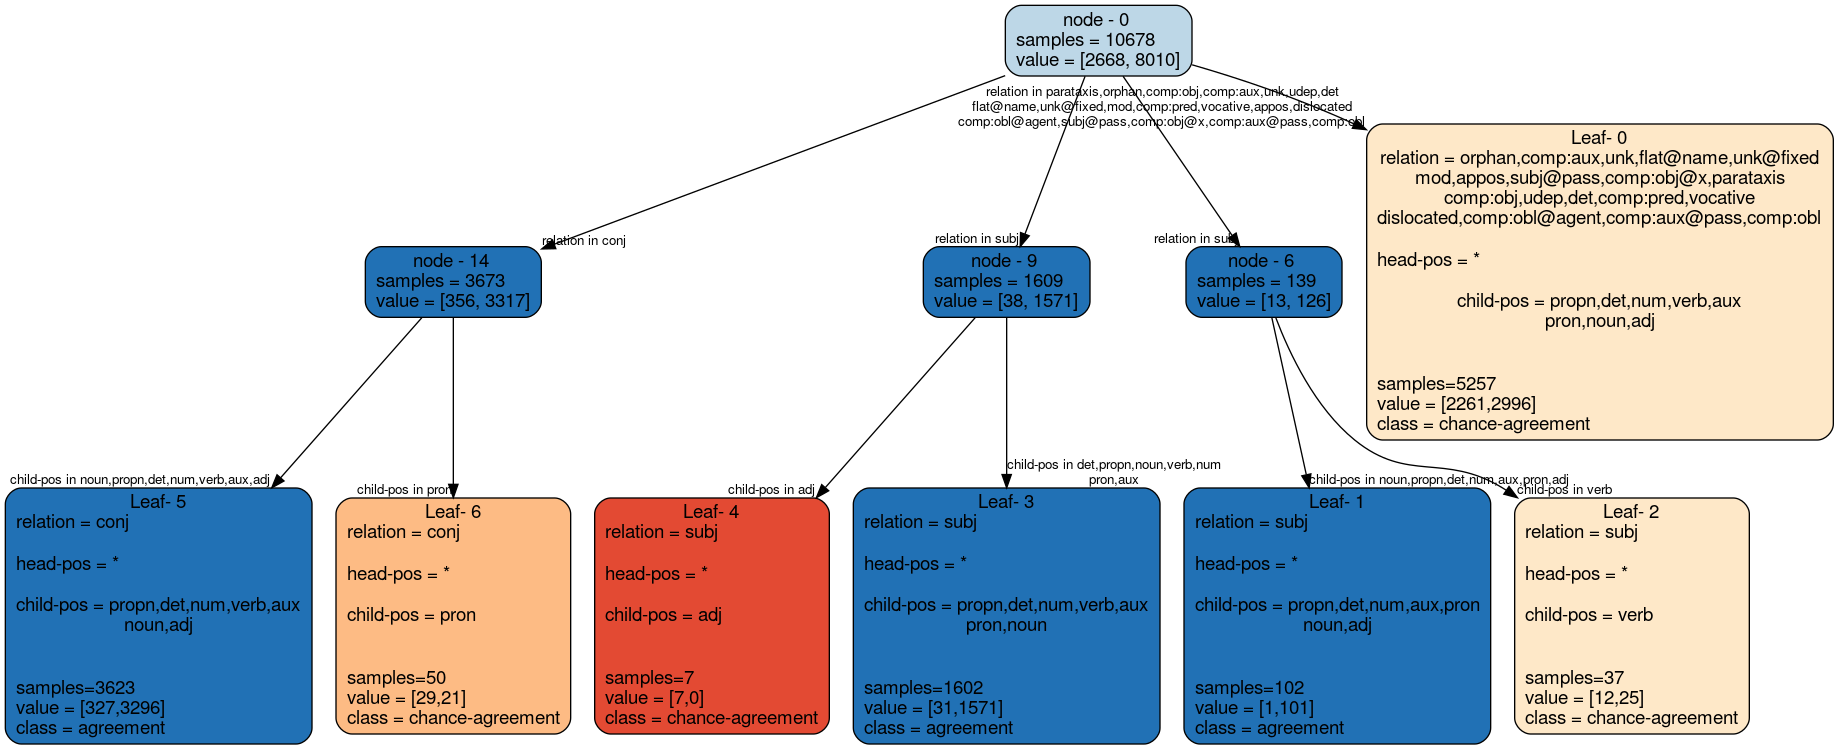 node - 0
samples = 10678
value = [2668, 8010]
relation in parataxis,orphan,comp:obj,comp:aux,unk,udep,det
flat@name,unk@fixed,mod,comp:pred,vocative,appos,dislocated
comp:obl@agent,subj@pass,comp:obj@x,comp:aux@pass,comp:obl
Leaf- 0
relation = orphan,comp:aux,unk,flat@name,unk@fixed
mod,appos,subj@pass,comp:obj@x,parataxis
comp:obj,udep,det,comp:pred,vocative
dislocated,comp:obl@agent,comp:aux@pass,comp:obl
head-pos = *
child-pos = propn,det,num,verb,aux
pron,noun,adj
samples=5257
value = [2261,2996]
class = chance-agreement
relation in conj
node - 14
samples = 3673
value = [356, 3317]
relation in subj
node - 9
samples = 1609
value = [38, 1571]
relation in subj
node - 6
samples = 139
value = [13, 126]
child-pos in noun,propn,det,num,verb,aux,adj
Leaf- 5
relation = conj
head-pos = *
child-pos = propn,det,num,verb,aux
noun,adj
samples=3623
value = [327,3296]
class = agreement
child-pos in pron
Leaf- 6
relation = conj
head-pos = *
child-pos = pron
samples=50
value = [29,21]
class = chance-agreement
child-pos in adj
Leaf- 4
relation = subj
head-pos = *
child-pos = adj
samples=7
value = [7,0]
class = chance-agreement
child-pos in det,propn,noun,verb,num
pron,aux
Leaf- 3
relation = subj
head-pos = *
child-pos = propn,det,num,verb,aux
pron,noun
samples=1602
value = [31,1571]
class = agreement
child-pos in noun,propn,det,num,aux,pron,adj
Leaf- 1
relation = subj
head-pos = *
child-pos = propn,det,num,aux,pron
noun,adj
samples=102
value = [1,101]
class = agreement
child-pos in verb
Leaf- 2
relation = subj
head-pos = *
child-pos = verb
samples=37
value = [12,25]
class = chance-agreement